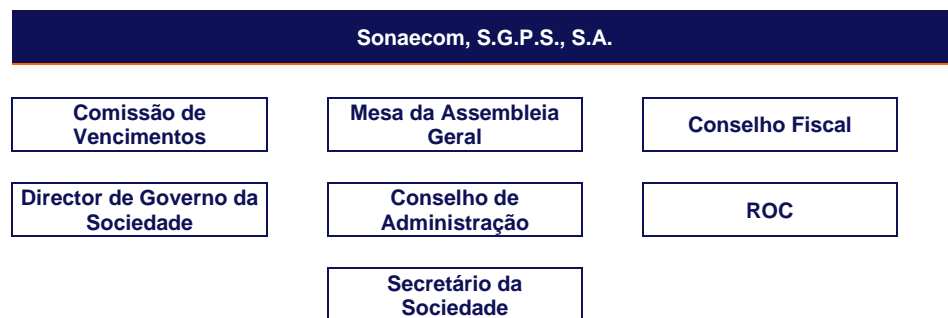 Sonaecom, S.G.P.S., S.A.
Comissão de
Vencimentos
Mesa da Assembleia
Geral
Conselho Fiscal
Director de Governo da
Sociedade
Conselho de
Administração
ROC
Secretário da
Sociedade